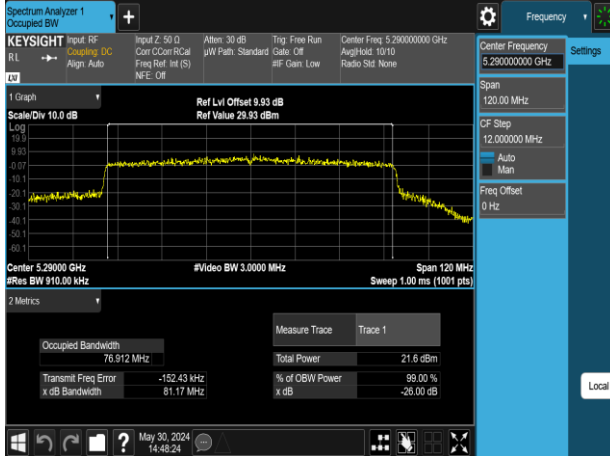 Spectrum Analyzer 1
Occupied BW
+
Frequency
KEYSIGHT
RL
LXI
Input: RF
Coupling: DC
Align: Auto
Input Z: 50 Ω
Corr CCorr RCal
Freq Ref: Int (S)
NFE: Off
Atten: 30 dB
µW Path: Standard
Trig: Free Run
Gate: Off
#IF Gain: Low
Center Freq: 5.290000000 GHz
Avg|Hold: 10/10
Radio Std: None
Center Frequency
5.290000000 GHz
Settings
Span
120.00 MHz
CF Step
12.000000 MHz
Auto
Man
Freq Offset
0 Hz
Local
1 Graph
Scale/Div 10.0 dB
Ref Lvl Offset 9.93 dB
Ref Value 29.93 dBm
Log
19.9
9.93
-0.07
-10.1
-20.1
-30.1
-40.1
-50.1
-60.1
Center 5.29000 GHz
#Video BW 3.0000 MHz
Span 120 MHz
#Res BW 910.00 kHz
Sweep 1.00 ms (1001 pts)
2 Metrics
Measure Trace
Trace 1
Occupied Bandwidth
76.912 MHz
Total Power
21.6 dBm
Transmit Freq Error
-152.43 kHz
% of OBW Power
99.00 %
x dB Bandwidth
81.17 MHz
x dB
-26.00 dB
?
May 30, 2024
14:48:24